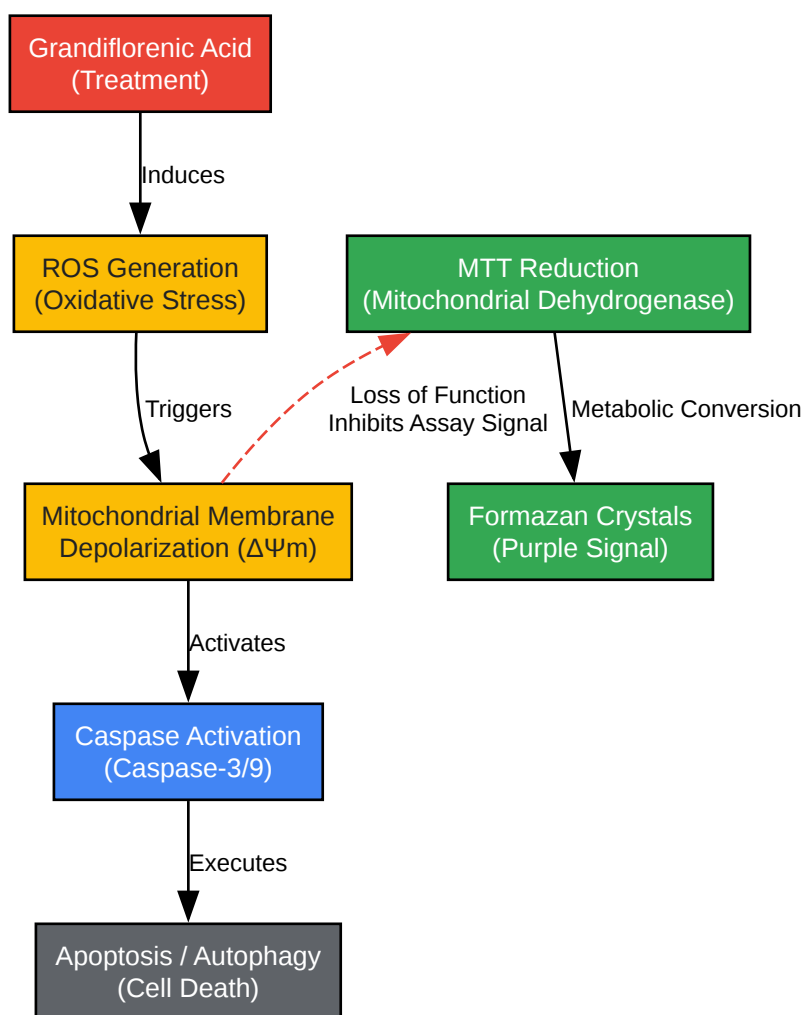 Grandiflorenic Acid
(Treatment)
Induces
ROS Generation
(Oxidative Stress)
MTT Reduction
(Mitochondrial Dehydrogenase)
Triggers
Loss of Function
Inhibits Assay Signal
Metabolic Conversion
Mitochondrial Membrane
Depolarization (ΔΨm)
Formazan Crystals
(Purple Signal)
Activates
Caspase Activation
(Caspase-3/9)
Executes
Apoptosis / Autophagy
(Cell Death)